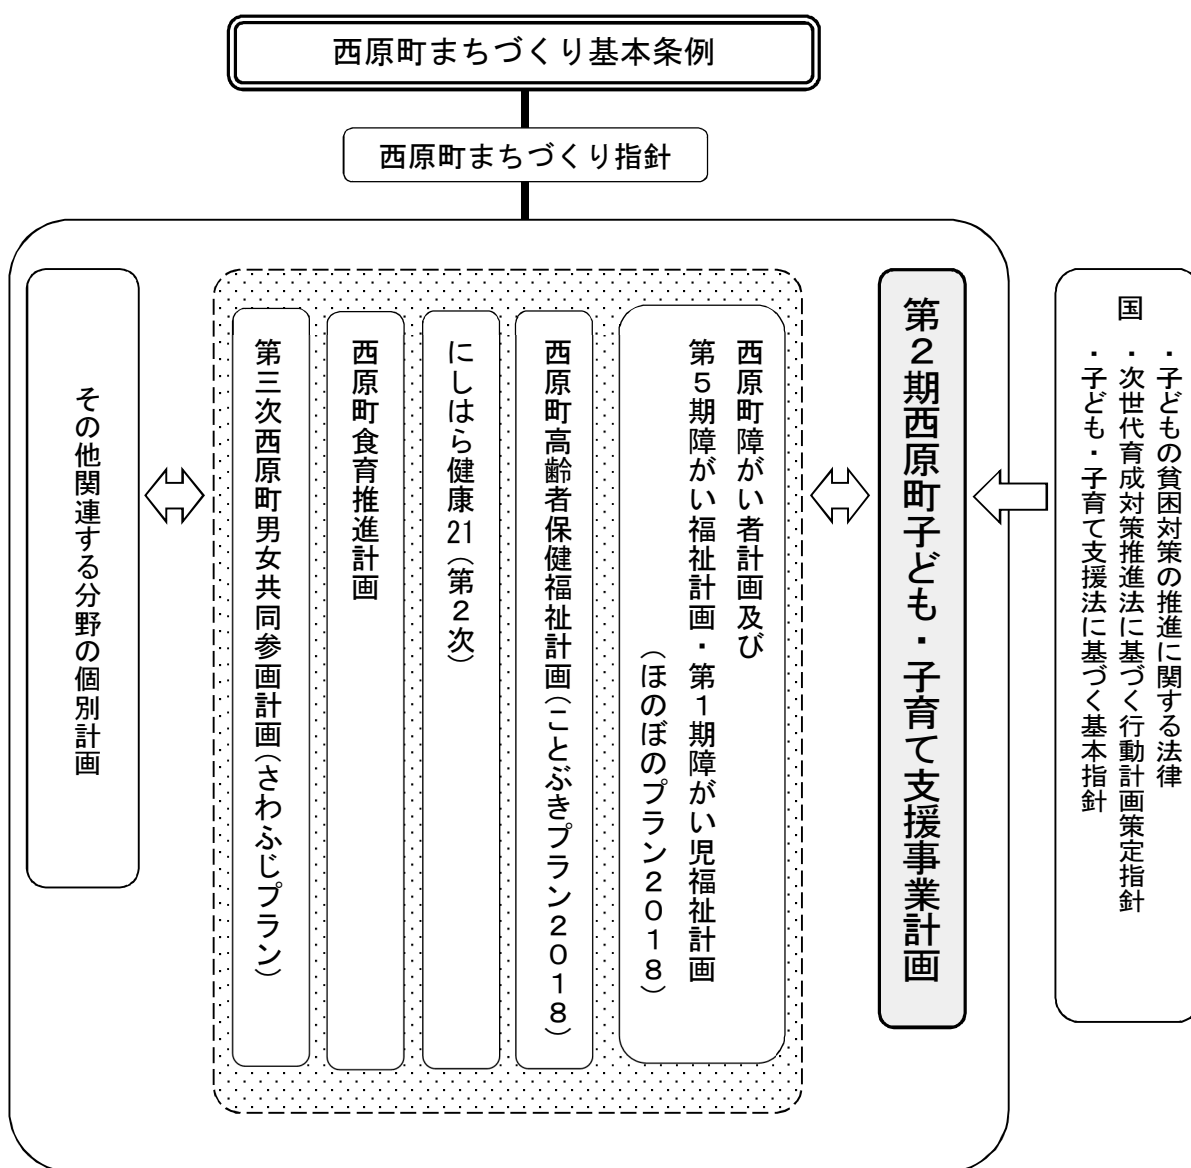 西原町まちづくり基本条例
西原町まちづくり指針
国
・子どもの貧困対策の推進に関する法律
・次世代育成対策推進法に基づく行動計画策定指針
・子ども・子育て支援法に基づく基本指針
第２期西原町子ども・子育て支援事業計画
西原町障がい者計画及び
第５期障がい福祉計画・第１期障がい児福祉計画
（ほのぼのプラン２０１８）
西原町高齢者保健福祉計画（ことぶきプラン２０１８）
にしはら健康21（第２次）
西原町食育推進計画
第三次西原町男女共同参画計画（さわふじプラン）
その他関連する分野の個別計画